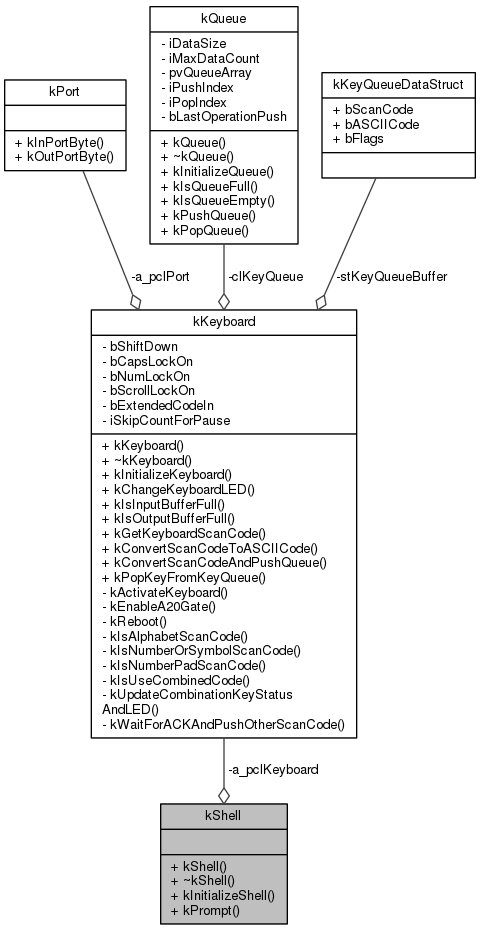 kQueue
- iDataSize
- iMaxDataCount
- pvQueueArray
- iPushIndex
- iPopIndex
- bLastOperationPush
+ kQueue()
+ ~kQueue()
+ kInitializeQueue()
+ kIsQueueFull()
+ kIsQueueEmpty()
+ kPushQueue()
+ kPopQueue()
kPort
+ kInPortByte()
+ kOutPortByte()
kKeyQueueDataStruct
+ bScanCode
+ bASCIICode
+ bFlags
-a_pclPort
-clKeyQueue
-stKeyQueueBuffer
kKeyboard
- bShiftDown
- bCapsLockOn
- bNumLockOn
- bScrollLockOn
- bExtendedCodeIn
- iSkipCountForPause
+ kKeyboard()
+ ~kKeyboard()
+ kInitializeKeyboard()
+ kChangeKeyboardLED()
+ kIsInputBufferFull()
+ kIsOutputBufferFull()
+ kGetKeyboardScanCode()
+ kConvertScanCodeToASCIICode()
+ kConvertScanCodeAndPushQueue()
+ kPopKeyFromKeyQueue()
- kActivateKeyboard()
- kEnableA20Gate()
- kReboot()
- kIsAlphabetScanCode()
- kIsNumberOrSymbolScanCode()
- kIsNumberPadScanCode()
- kIsUseCombinedCode()
- kUpdateCombinationKeyStatus
AndLED()
- kWaitForACKAndPushOtherScanCode()
-a_pclKeyboard
kShell
+ kShell()
+ ~kShell()
+ kInitializeShell()
+ kPrompt()